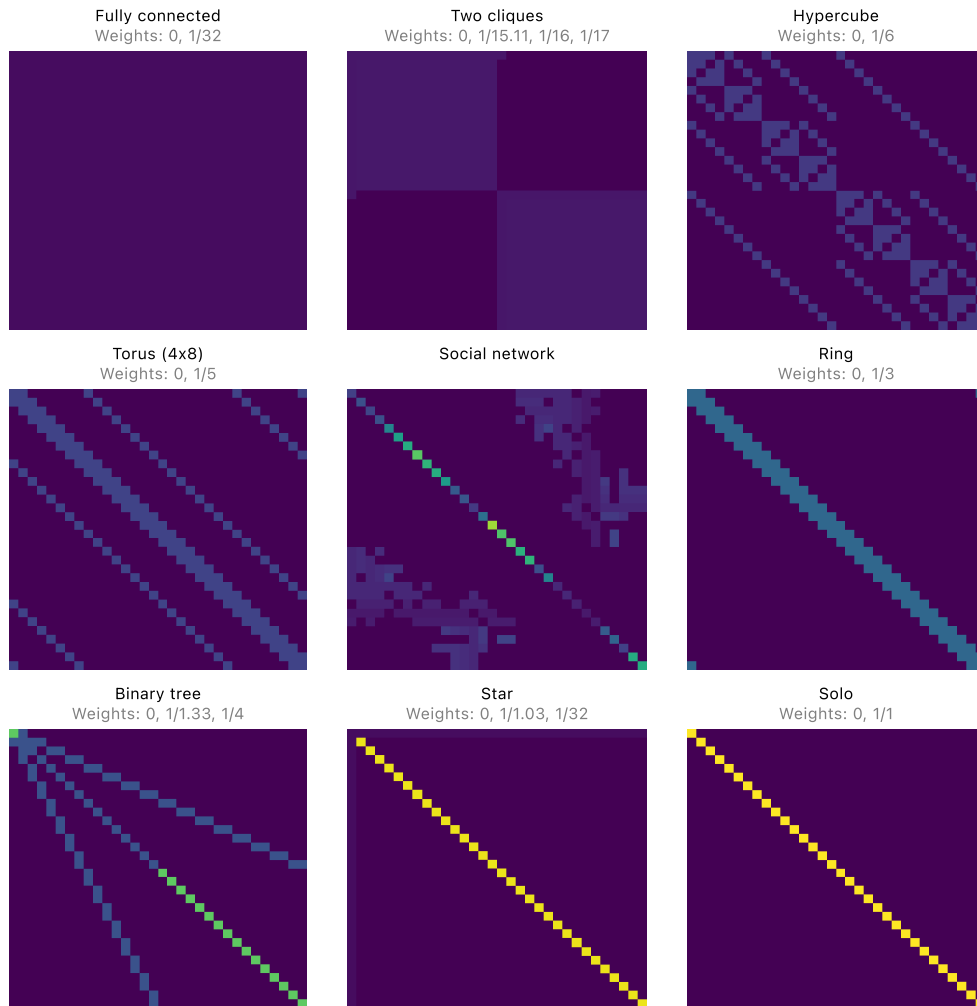 Fully connected
Weights: 0, 1/32
Two cliques
Weights: 0, 1/15.11, 1/16, 1/17
Hypercube
Weights: 0, 1/6
Torus (4x8)
Weights: 0, 1/5
Social network
Ring
Weights: 0, 1/3
Binary tree
Weights: 0, 1/1.33, 1/4
Star
Weights: 0, 1/1.03, 1/32
Solo
Weights: 0, 1/1